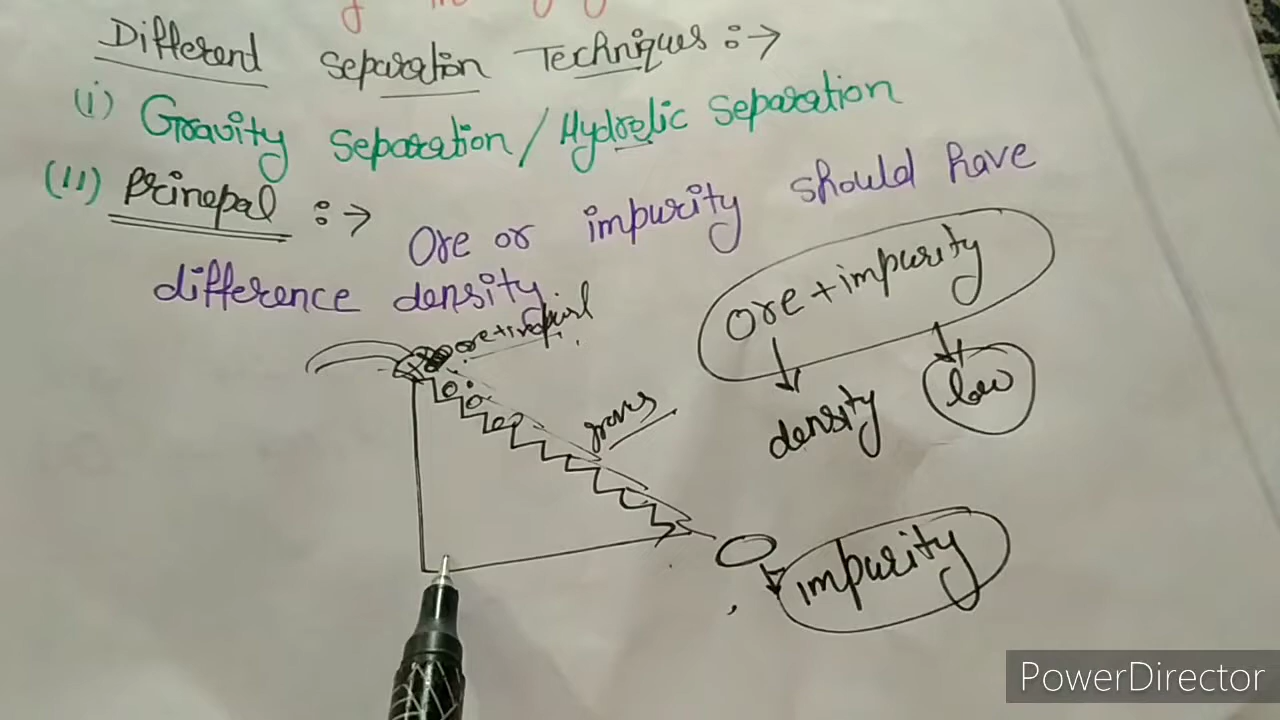 Different Separation Techniques :->
(i) Gravity Separation / Hydrolic Separation
(II) Principal :-> Ore or impurity should have
difference density
ore + impurity
density low
impurity
PowerDirector